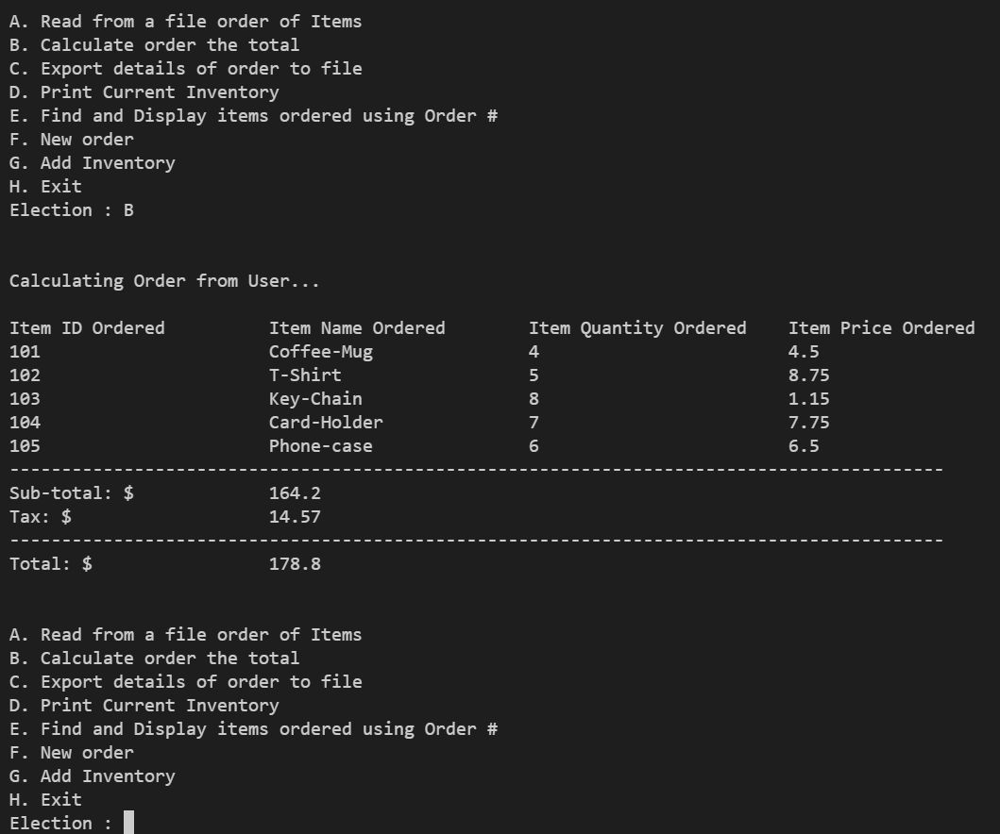 A. Read from a file order of Items
B. Calculate order the total
C. Export details of order to file
D. Print Current Inventory
E. Find and Display items ordered using Order #
F. New order
G. Add Inventory
H. Exit
Election : B
Calculating Order from User...
Item ID Ordered Item Name Ordered Item Quantity Ordered Item Price Ordered
101 Coffee-Mug 4 4.5
102 T-Shirt 5 8.75
103 Key-Chain 8 1.15
104 Card-Holder 7 7.75
105 Phone-case 6 6.5
------------------------------------------------------------------------------------------
Sub-total: $ 164.2
Tax: $ 14.57
------------------------------------------------------------------------------------------
Total: $ 178.8
A. Read from a file order of Items
B. Calculate order the total
C. Export details of order to file
D. Print Current Inventory
E. Find and Display items ordered using Order #
F. New order
G. Add Inventory
H. Exit
Election :